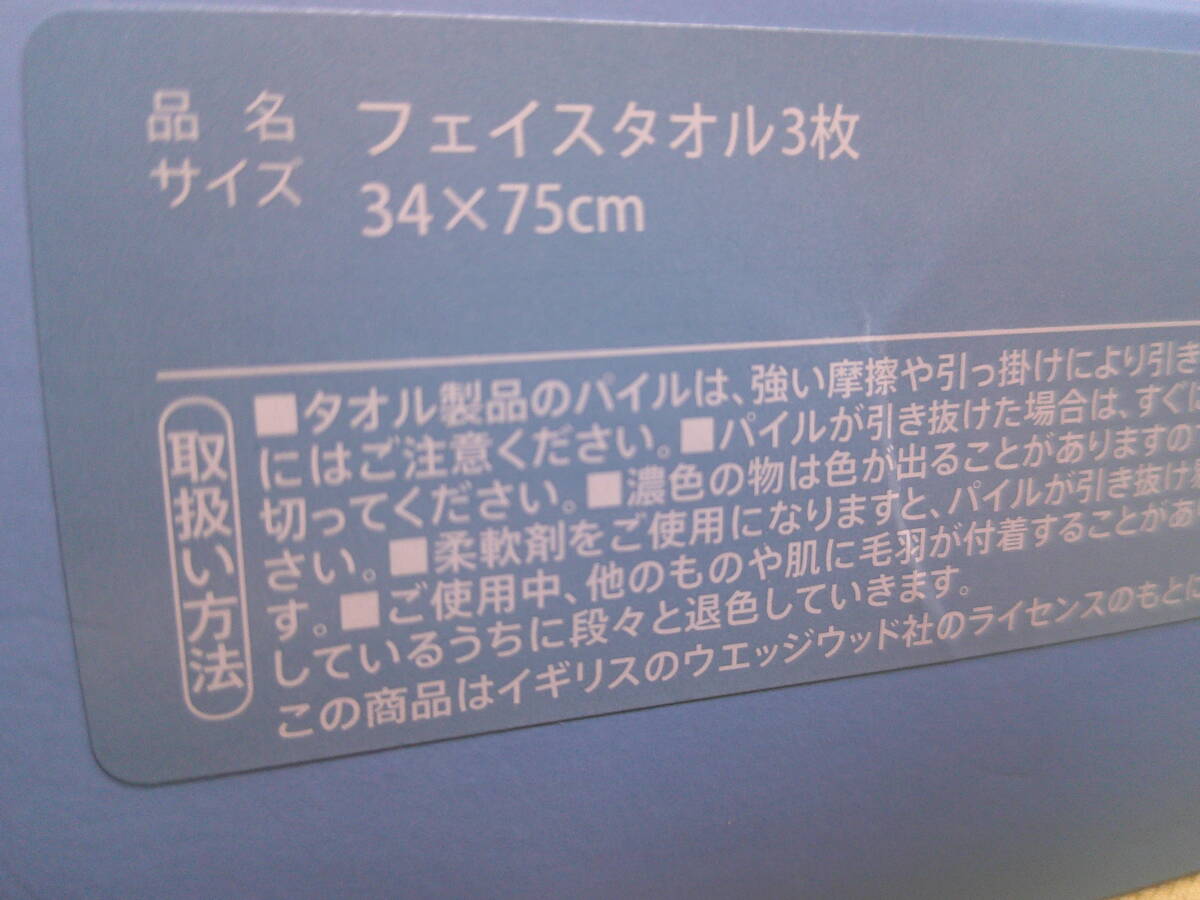 品 名 フェイスタオル3枚
サイズ 34×75cm
取扱い方法
■タオル製品のパイルは、強い摩擦や引っ掛けにより引き
にはご注意ください。■パイルが引き抜けた場合は、すぐに
切ってください。■濃色の物は色が出ることがありますので
さい。■柔軟剤をご使用になりますと、パイルが引き抜け
す。■ご使用中、他のものや肌に毛羽が付着することがあ
しているうちに段々と退色していきます。
この商品はイギリスのウエッジウッド社のライセンスのもとに